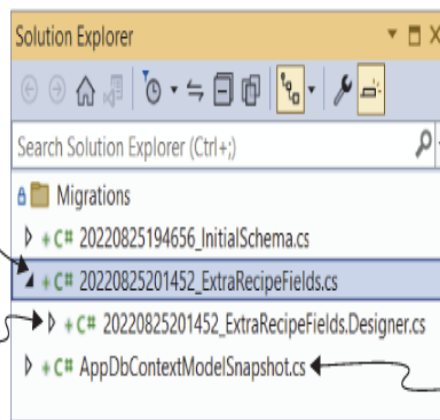 Solution Explorer
Search Solution Explorer (Ctrl+;)
Migrations
+ C# 20220825194656_InitialSchema.cs
+ C# 20220825201452_ExtraRecipeFields.cs
+ C# 20220825201452_ExtraRecipeFields.Designer.cs
+ C# AppDbContextModelSnapshot.cs